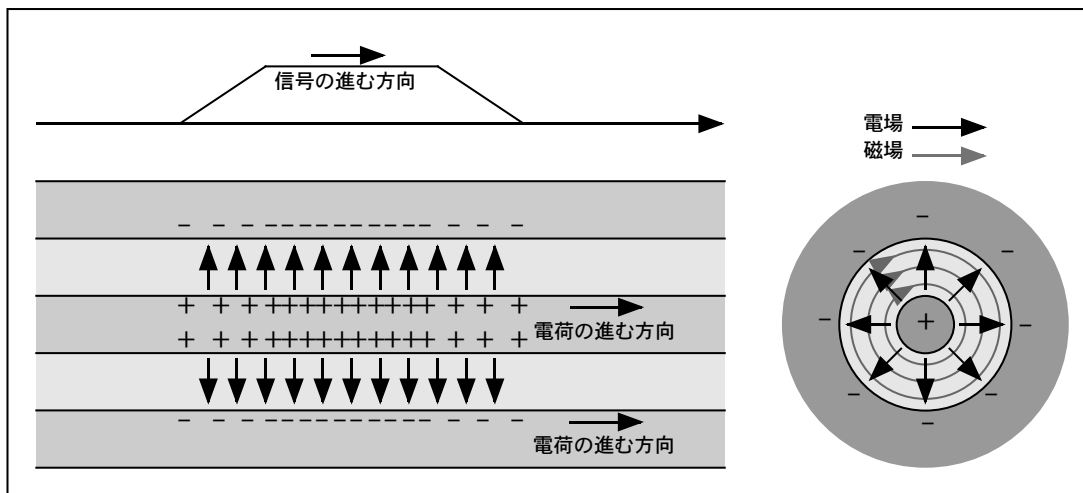 信号の進む方向
電場
磁場
- - - - - - - - - - - - - - - - - -
+ + + + + + + + + + + + + + + + + +
電荷の進む方向
+ + + + + + + + + + + + + + + + + +
- - - - - - - - - - - - - - - - - -
電荷の進む方向
-
- -
- + -
- -
-